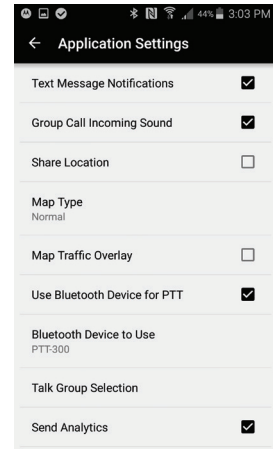 44% 3:03 PM
Application Settings
Text Message Notifications
Group Call Incoming Sound
Share Location
Map Type
Normal
Map Traffic Overlay
Use Bluetooth Device for PTT
Bluetooth Device to Use
PTT-300
Talk Group Selection
Send Analytics